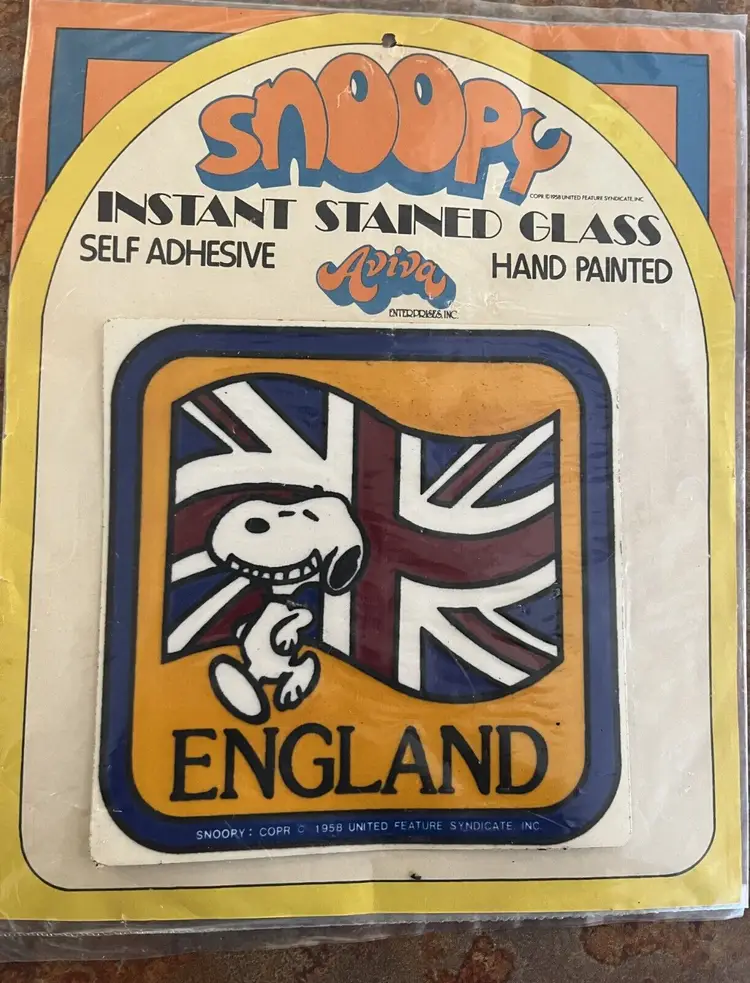 SNOOPY
COPR. © 1958 UNITED FEATURE SYNDICATE, INC.
INSTANT STAINED GLASS
SELF ADHESIVE
Aviva
HAND PAINTED
ENTERPRISES, INC.
ENGLAND
SNOOPY: COPR © 1958 UNITED FEATURE SYNDICATE INC.